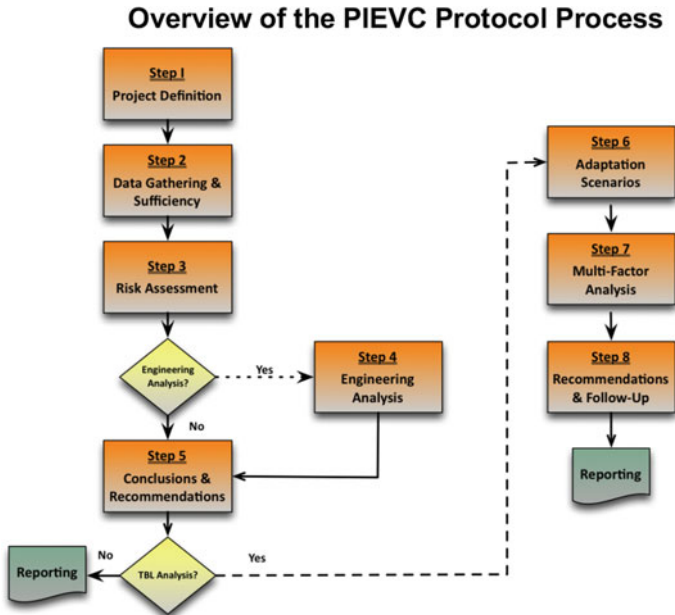 Overview of the PIEVC Protocol Process
Step I
Project Definition
Step 2
Data Gathering &
Sufficiency
Step 3
Risk Assessment
Engineering
Analysis?
Yes
Step 4
Engineering
Analysis
No
Step 5
Conclusions &
Recommendations
TBL Analysis?
No
Reporting
Yes
Step 6
Adaptation
Scenarios
Step 7
Multi-Factor
Analysis
Step 8
Recommendations
& Follow-Up
Reporting